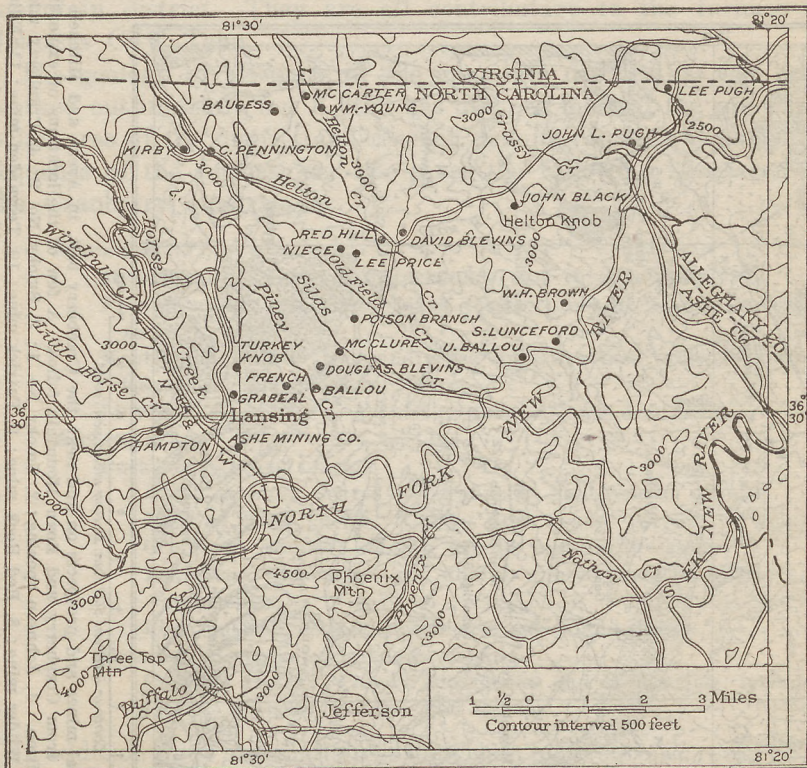 81°30'
81°20'
VIRGINIA
NORTH CAROLINA
L.
MC CARTER
WM. YOUNG
BAUGESS
LEE PUGH
3000
Grassy
Cr
JOHN L. PUGH
2500
KIRBY
C. PENNINGTON
3000
Helton
3000
Cr
Helton
JOHN BLACK
Helton Knob
3000
RED HILL
DAVID BLEVINS
NIECE
LEE PRICE
Horse
Creek
Windfall Cr
Old Field
Cr
Silas
Cr
Piney
Cr
Cr
W. H. BROWN
RIVER
ALLEGHANY CO
ASHE CO
POISON BRANCH
S. LUNCEFORD
U. BALLOU
3000
Little Horse Cr
TURKEY
KNOB
MC CLURE
DOUGLAS BLEVINS
FRENCH
BALLOU
GRABEAL
N & W
36°
30'
Lansing
36°
30'
HAMPTON
ASHE MINING CO.
NEW
FORK
NORTH
3000
NEW RIVER
S. FK
3000
4500
Phoenix
Mtn
Phoenix Cr
Nathan
Cr
3000
3000
Cr
Three Top
Mtn
4000
Buffalo
3000
Jefferson
1 ½ 0 1 2 3 Miles
Contour interval 500 feet
81°30'
81°20'